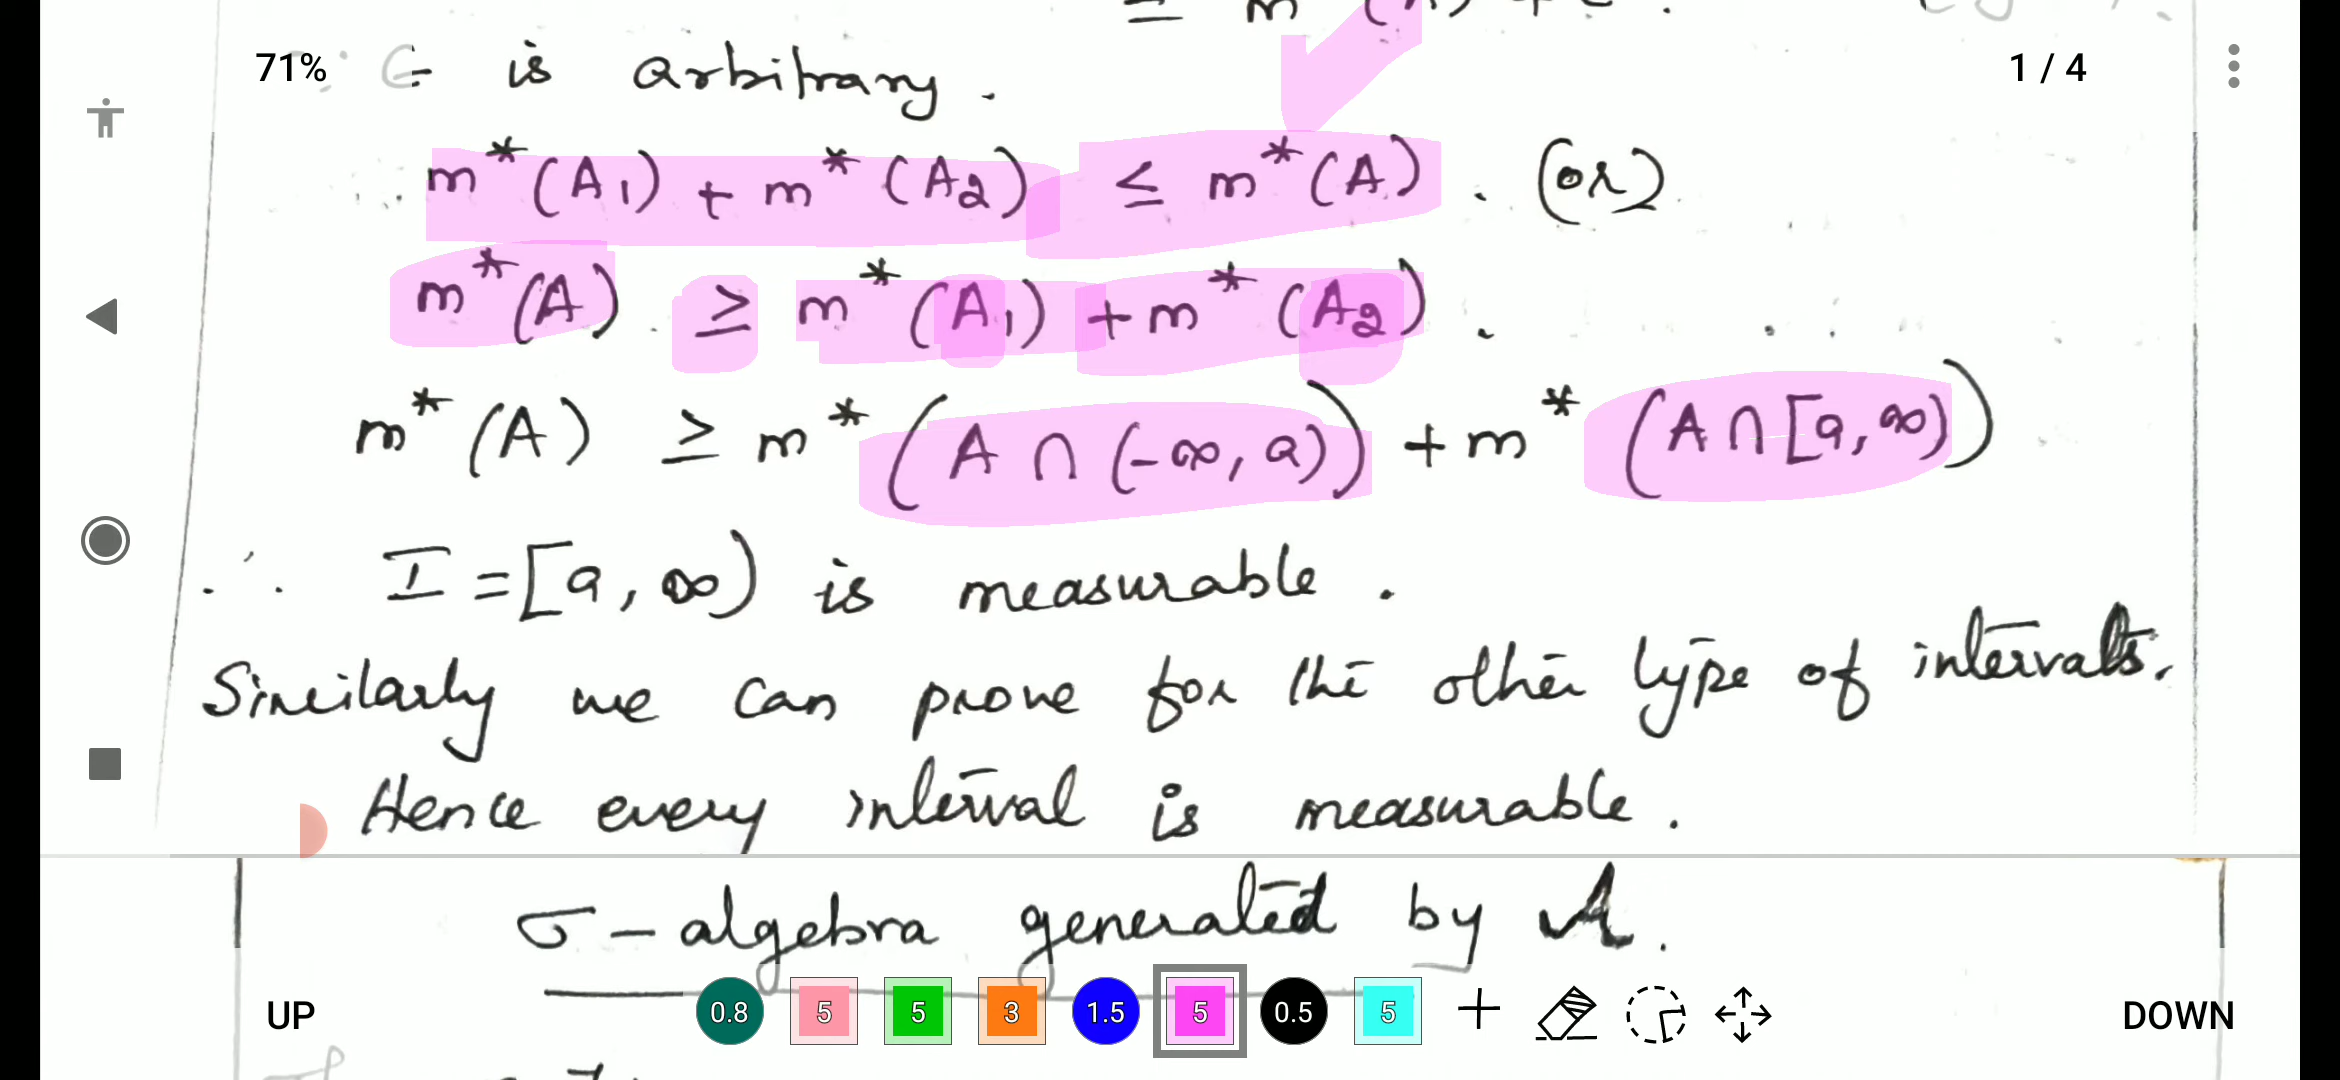 ≤ m* (A) + ε.
71%
1 / 4
∈ is arbitrary.
∴ m*(A1) + m*(A2) ≤ m*(A). (or)
m*(A) ≥ m*(A1) + m*(A2).
m*(A) ≥ m*(A ∩ (-∞, a)) + m*(A ∩ [a, ∞))
∴ I = [a, ∞) is measurable.
Similarly we can prove for the other type of intervals.
Hence every interval is measurable.
σ - algebra generated by A.
UP 0.8 5 5 3 1.5 5 0.5 5 DOWN